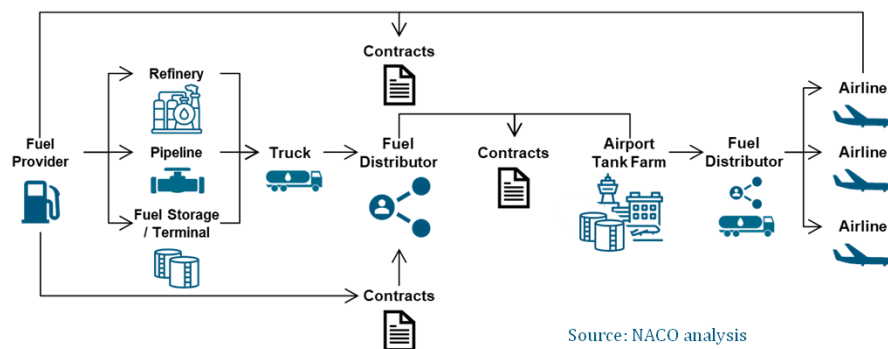 Contracts
Refinery
Airline
Fuel
Provider
Pipeline
Truck
Fuel
Distributor
Contracts
Airport
Tank Farm
Fuel
Distributor
Airline
Fuel Storage
/ Terminal
Airline
Contracts
Source: NACO analysis